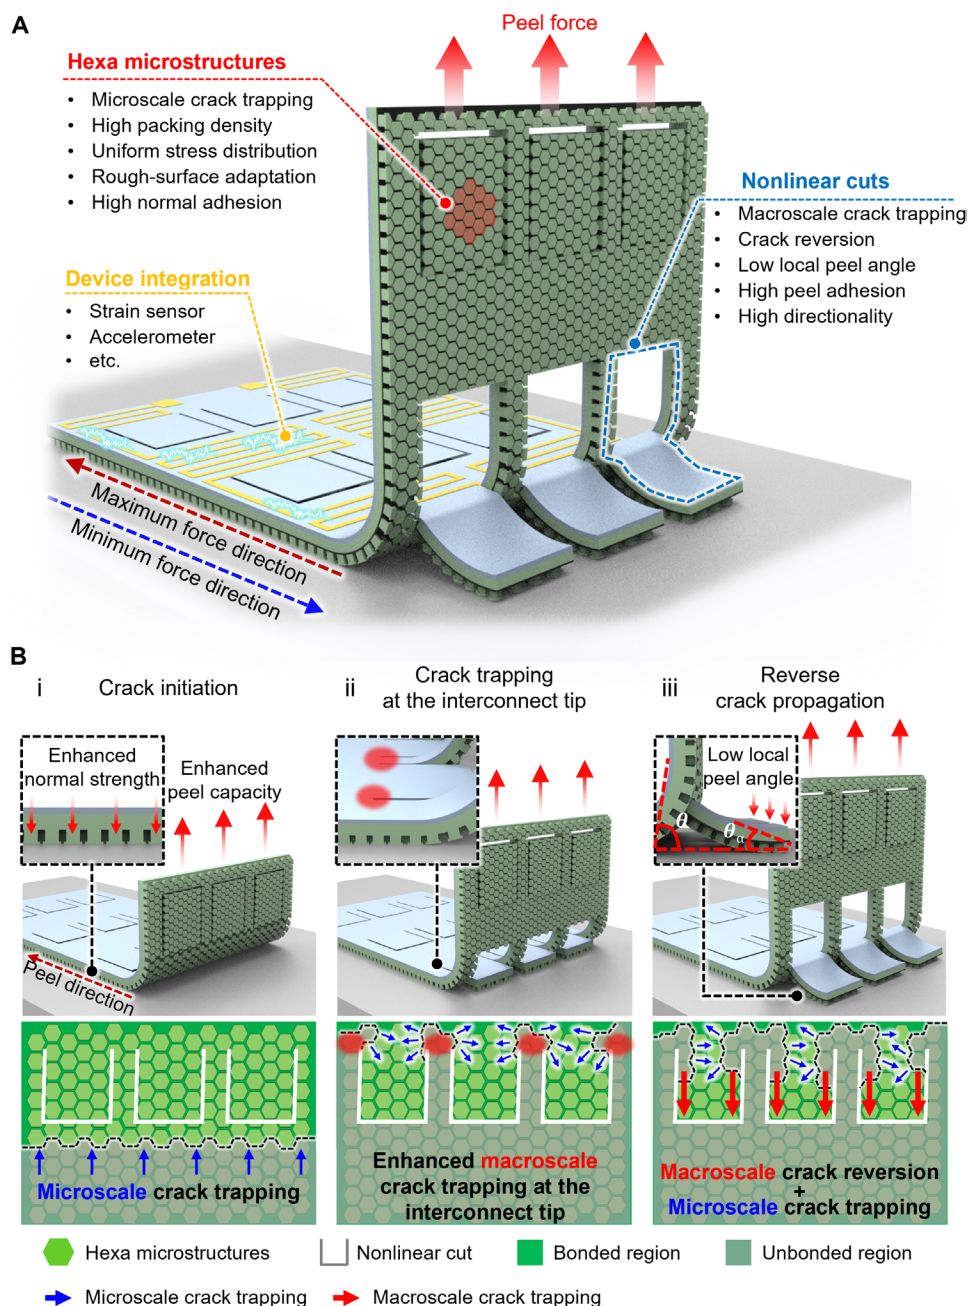 A
Peel force
Hexa microstructures
• Microscale crack trapping
• High packing density
• Uniform stress distribution
• Rough-surface adaptation
• High normal adhesion
Nonlinear cuts
• Macroscale crack trapping
• Crack reversion
• Low local peel angle
• High peel adhesion
• High directionality
Device integration
• Strain sensor
• Accelerometer
• etc.
Maximum force direction
Minimum force direction
B
i
Crack initiation
Enhanced
normal strength
Enhanced
peel capacity
Peel direction
Microscale crack trapping
ii
Crack trapping
at the interconnect tip
Enhanced macroscale
crack trapping at the
interconnect tip
iii
Reverse
crack propagation
Low local
peel angle
θ
θα
Macroscale crack reversion
+
Microscale crack trapping
Hexa microstructures
Nonlinear cut
Bonded region
Unbonded region
Microscale crack trapping
Macroscale crack trapping